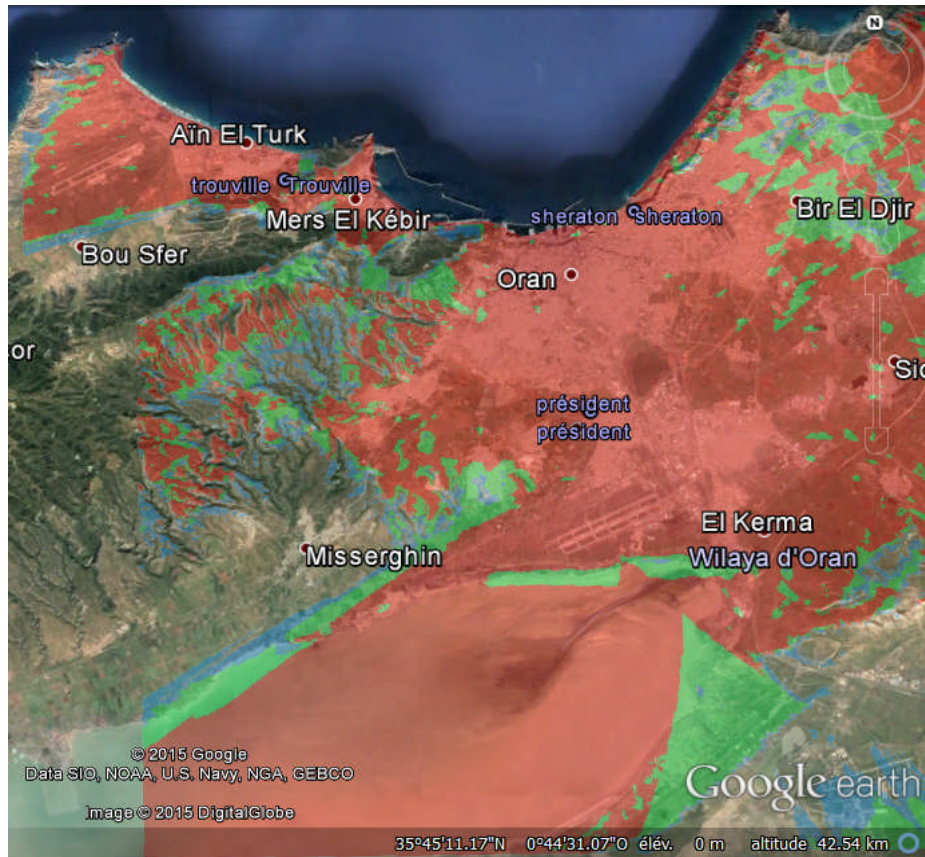 N
Aïn El Turk
trouville Trouville
Mers El Kébir
sheraton sheraton
Bir El Djir
Bou Sfer
Oran
or
Sid
président
président
El Kerma
Misserghin
Wilaya d'Oran
© 2015 Google
Data SIO, NOAA, U.S. Navy, NGA, GEBCO
Image © 2015 DigitalGlobe
Google earth
35°45'11.17"N 0°44'31.07"O élév. 0 m altitude 42.54 km